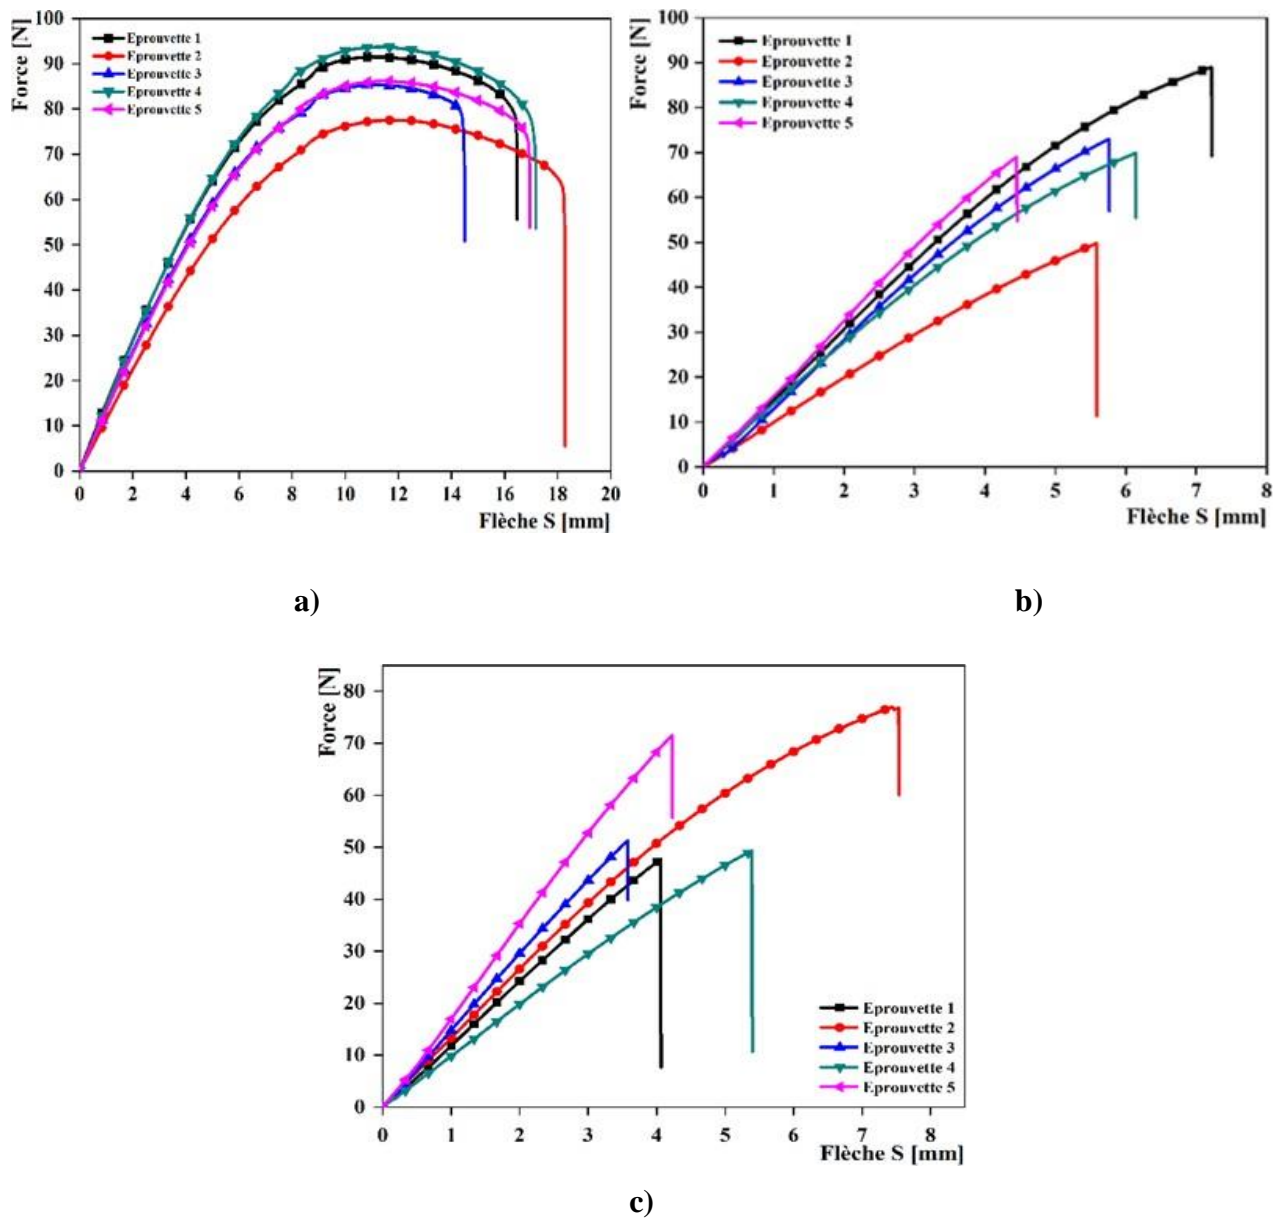 Force [N]
100
90
80
70
60
50
40
30
20
10
0
Eprouvette 1
Eprouvette 2
Eprouvette 3
Eprouvette 4
Eprouvette 5
0 2 4 6 8 10 12 14 16 18 20
Flèche S [mm]
a)
Force [N]
100
90
80
70
60
50
40
30
20
10
0
Eprouvette 1
Eprouvette 2
Eprouvette 3
Eprouvette 4
Eprouvette 5
0 1 2 3 4 5 6 7 8
Flèche S [mm]
b)
Force [N]
80
70
60
50
40
30
20
10
0
Eprouvette 1
Eprouvette 2
Eprouvette 3
Eprouvette 4
Eprouvette 5
0 1 2 3 4 5 6 7 8
Flèche S [mm]
c)